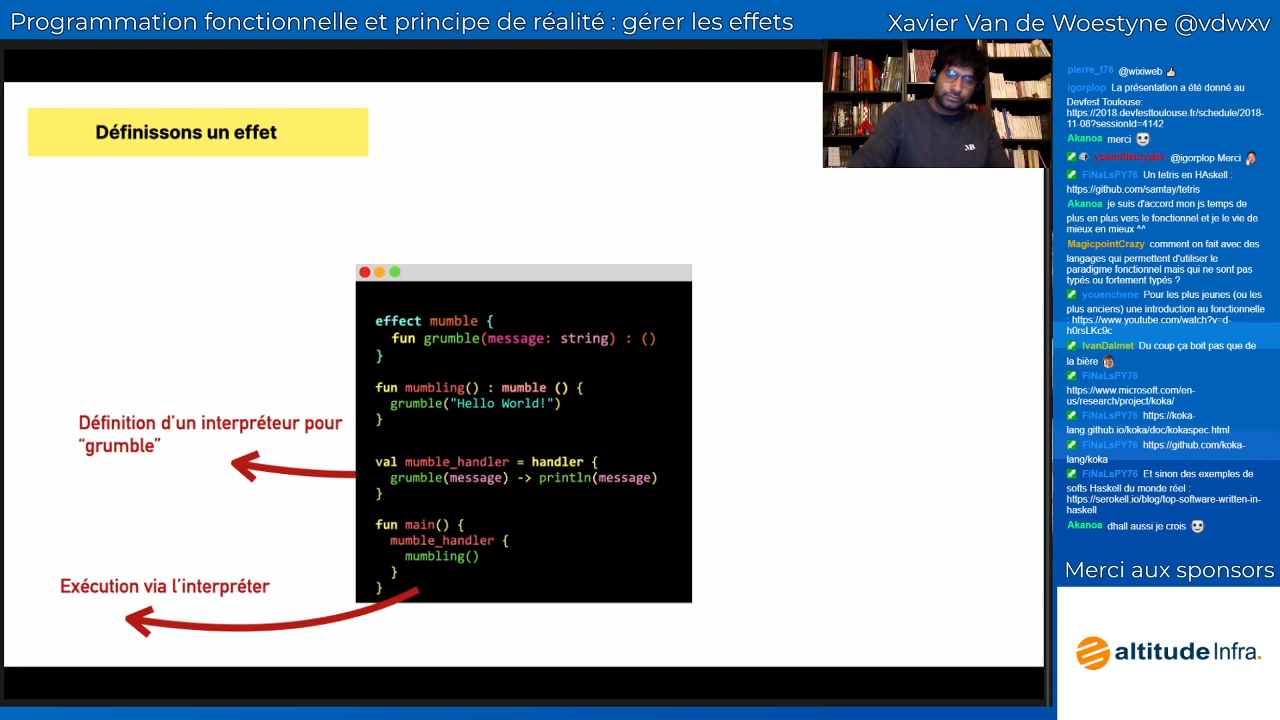 Programmation fonctionnelle et principe de réalité : gérer les effets
Xavier Van de Woestyne @vdwxv
Définissons un effet
effect mumble {
fun grumble(message: string) : ()
}
fun mumbling() : mumble () {
grumble("Hello World!")
}
val mumble_handler = handler {
grumble(message) -> println(message)
}
fun main() {
mumble_handler {
mumbling()
}
}
Définition d'un interpréteur pour
“grumble”
Exécution via l'interpréter
pierre_t76 @wixiweb
igorplop La présentation a été donné au
Devfest Toulouse:
https://2018.devfesttoulouse.fr/schedule/2018-
11-08?sessionId=4142
Akanoa merci
@igorplop Merci
FiNaLsPY76 Un tetris en HAskell :
https://github.com/samtay/tetris
Akanoa je suis d'accord mon js temps de
plus en plus vers le fonctionnel et je le vie de
mieux en mieux ^^
MagicpointCrazy comment on fait avec des
langages qui permettent d'utiliser le
paradigme fonctionnel mais qui ne sont pas
typés ou fortement typés ?
youenchene Pour les plus jeunes (ou les
plus anciens) une introduction au fonctionnelle
: https://www.youtube.com/watch?v=d-
h0rsLKc9c
IvanDalmet Du coup ça boit pas que de
la bière
FiNaLsPY76
https://www.microsoft.com/en-
us/research/project/koka/
FiNaLsPY76 https://koka-
lang.github.io/koka/doc/kokaspec.html
FiNaLsPY76 https://github.com/koka-
lang/koka
FiNaLsPY76 Et sinon des exemples de
softs Haskell du monde réel :
https://serokell.io/blog/top-software-written-in-
haskell
Akanoa dhall aussi je crois
Merci aux sponsors
altitude Infra.